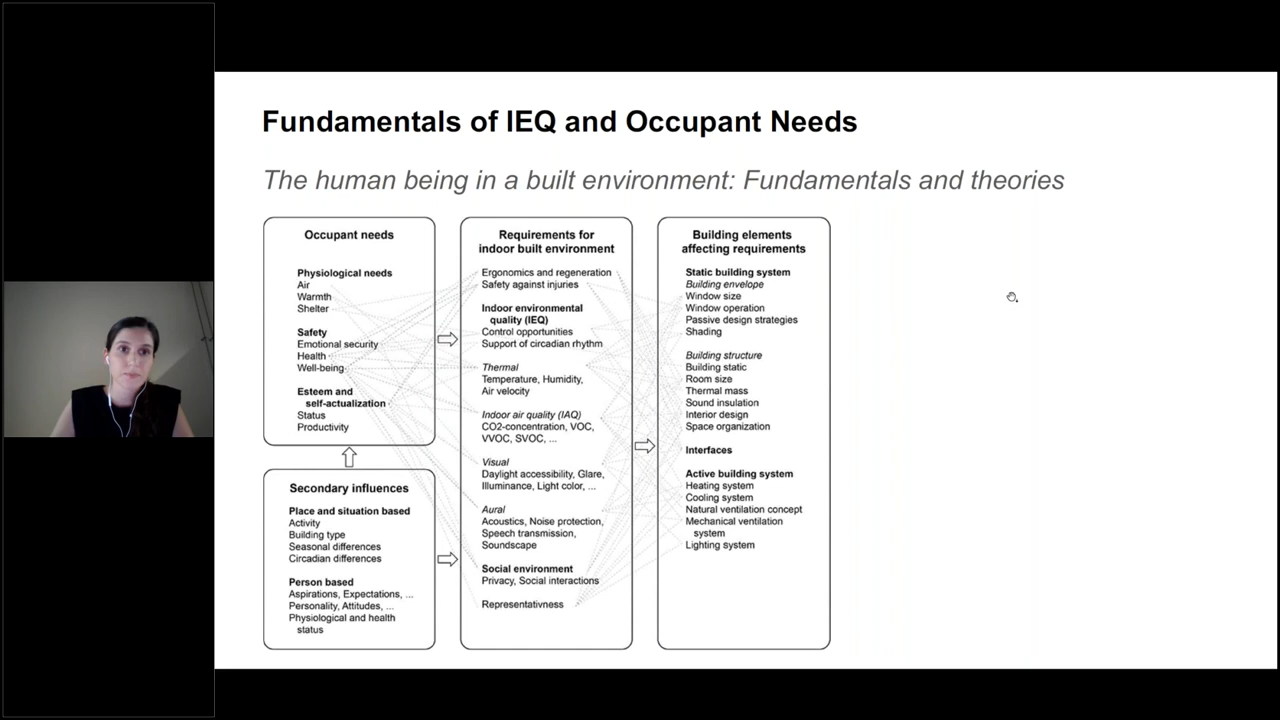 Fundamentals of IEQ and Occupant Needs
The human being in a built environment: Fundamentals and theories
Occupant needs
Physiological needs
Air
Warmth
Shelter
Safety
Emotional security
Health
Well-being
Esteem and
self-actualization
Status
Productivity
Secondary influences
Place and situation based
Activity
Building type
Seasonal differences
Circadian differences
Person based
Aspirations, Expectations, ...
Personality, Attitudes, ...
Physiological and health
status
Requirements for
indoor built environment
Ergonomics and regeneration
Safety against injuries
Indoor environmental
quality (IEQ)
Control opportunities
Support of circadian rhythm
Thermal
Temperature, Humidity,
Air velocity
Indoor air quality (IAQ)
CO2-concentration, VOC,
VVOC, SVOC, ...
Visual
Daylight accessibility, Glare,
Illuminance, Light color, ...
Aural
Acoustics, Noise protection,
Speech transmission,
Soundscape
Social environment
Privacy, Social interactions
Representativness
Building elements
affecting requirements
Static building system
Building envelope
Window size
Window operation
Passive design strategies
Shading
Building structure
Building static
Room size
Thermal mass
Sound insulation
Interior design
Space organization
Interfaces
Active building system
Heating system
Cooling system
Natural ventilation concept
Mechanical ventilation
system
Lighting system